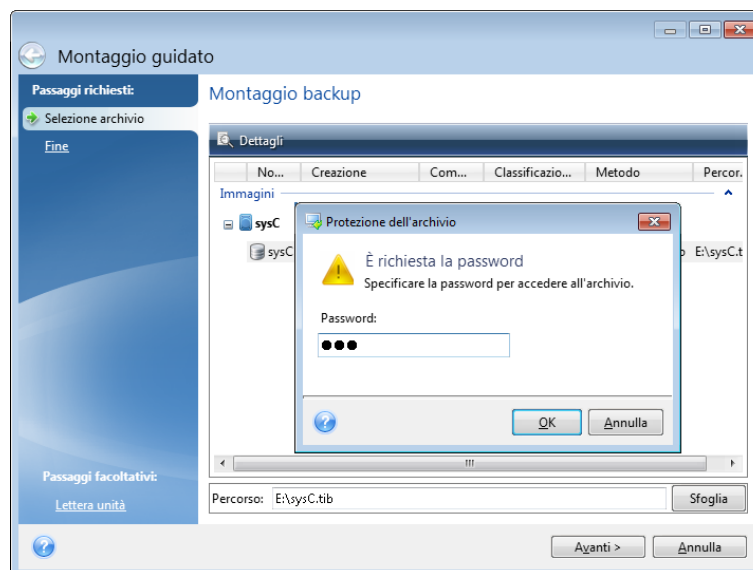 Montaggio guidato
Passaggi richiesti:
Selezione archivio
Fine
Passaggi facoltativi:
Lettera unità
Montaggio backup
Dettagli
No... Creazione Com... Classificazio... Metodo Percor.
Immagini
sysC
sysC E:\sysC.t
Protezione dell'archivio
È richiesta la password
Specificare la password per accedere all'archivio.
Password:
●●●
OK Annulla
Percorso: E:\sysC.tib Sfoglia
Avanti > Annulla